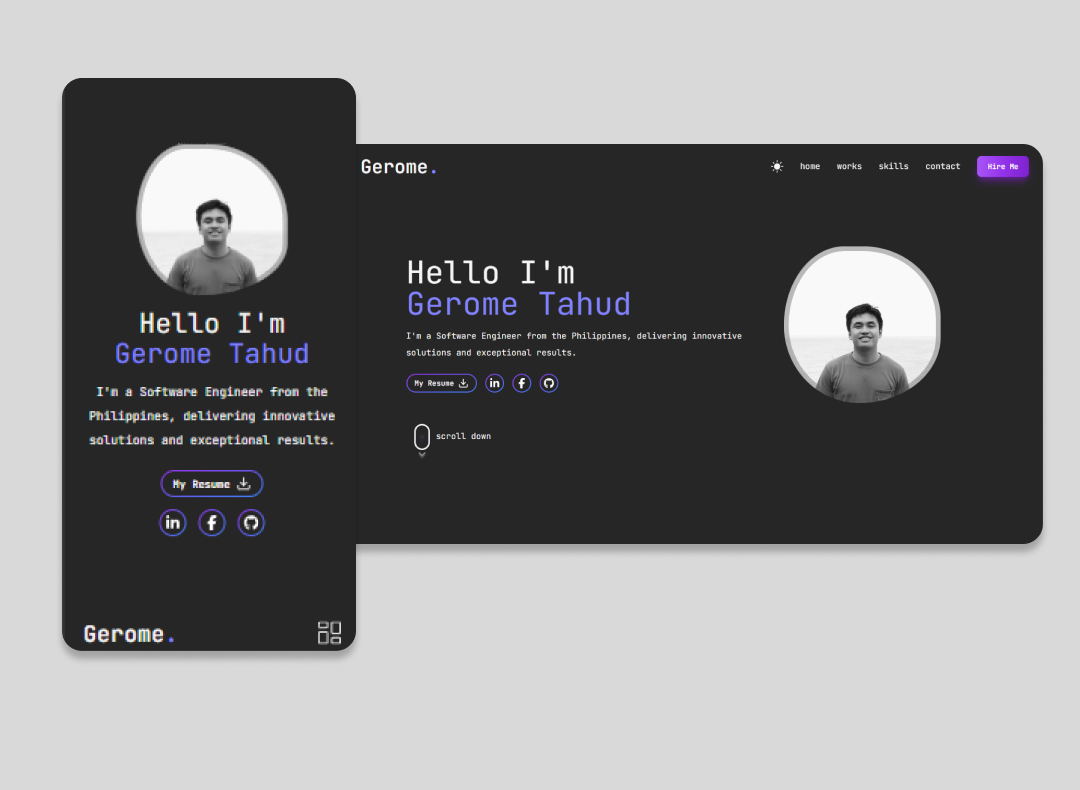 Hello I'm
Gerome Tahud
I'm a Software Engineer from the
Philippines, delivering innovative
solutions and exceptional results.
My Resume
in f
Gerome.
Gerome.
home works skills contact Hire Me
Hello I'm
Gerome Tahud
I'm a Software Engineer from the Philippines, delivering innovative
solutions and exceptional results.
My Resume in f
scroll down